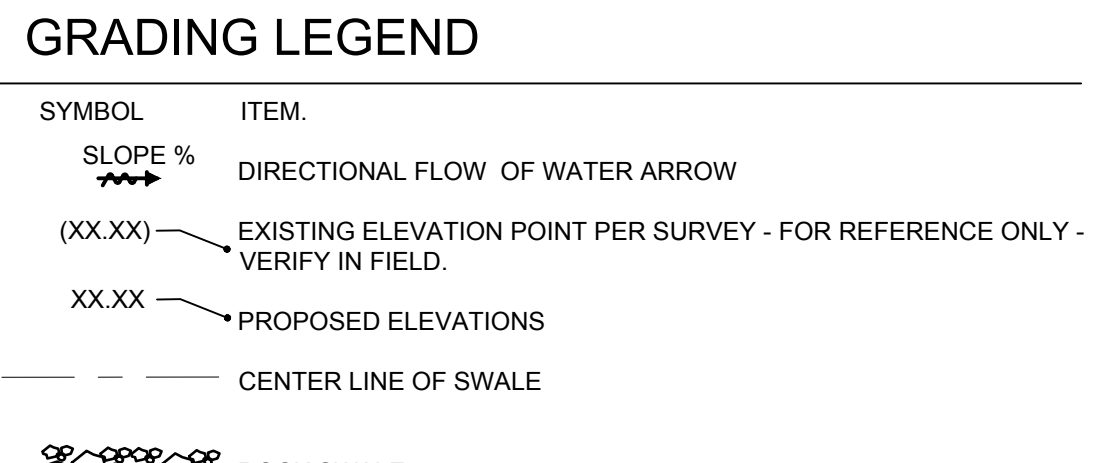 GRADING LEGEND
SYMBOL ITEM.
SLOPE %
DIRECTIONAL FLOW OF WATER ARROW
(XX.XX) EXISTING ELEVATION POINT PER SURVEY - FOR REFERENCE ONLY -
VERIFY IN FIELD.
XX.XX
PROPOSED ELEVATIONS
CENTER LINE OF SWALE